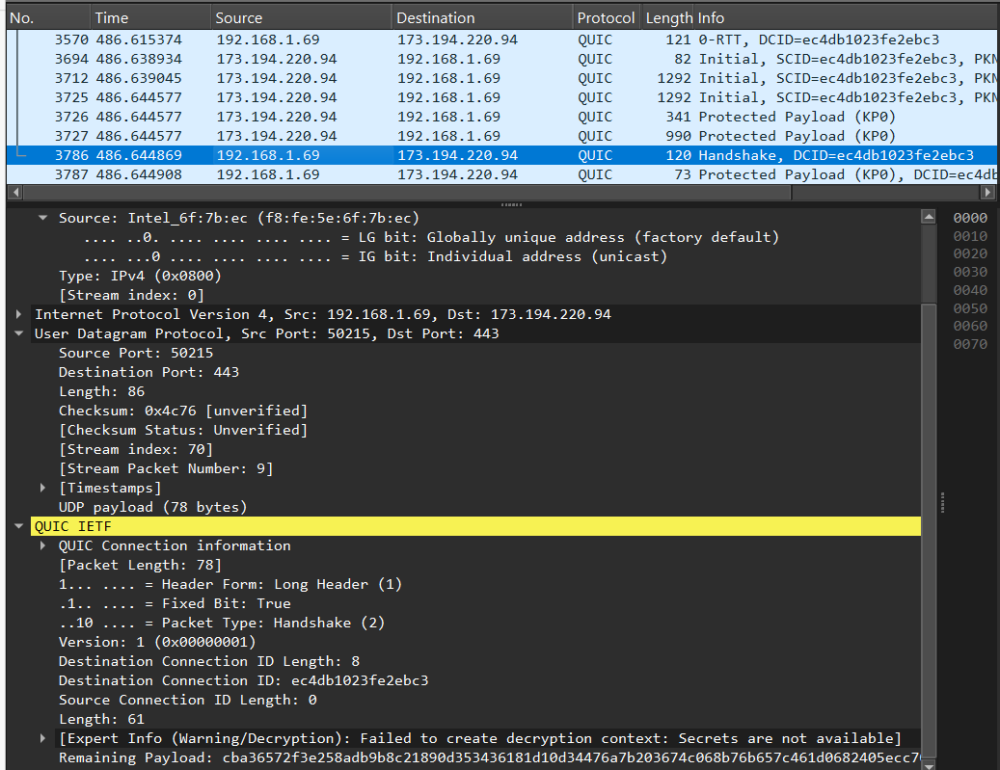 No. Time Source Destination Protocol Length Info
3570 486.615374 192.168.1.69 173.194.220.94 QUIC 121 0-RTT, DCID=ec4db1023fe2ebc3
3694 486.638934 173.194.220.94 192.168.1.69 QUIC 82 Initial, SCID=ec4db1023fe2ebc3, PKN
3712 486.639045 173.194.220.94 192.168.1.69 QUIC 1292 Initial, SCID=ec4db1023fe2ebc3, PKN
3725 486.644577 173.194.220.94 192.168.1.69 QUIC 1292 Initial, SCID=ec4db1023fe2ebc3, PKN
3726 486.644577 173.194.220.94 192.168.1.69 QUIC 341 Protected Payload (KP0)
3727 486.644577 173.194.220.94 192.168.1.69 QUIC 990 Protected Payload (KP0)
3786 486.644869 192.168.1.69 173.194.220.94 QUIC 120 Handshake, DCID=ec4db1023fe2ebc3
3787 486.644908 192.168.1.69 173.194.220.94 QUIC 73 Protected Payload (KP0), DCID=ec4db
Source: Intel_6f:7b:ec (f8:fe:5e:6f:7b:ec)
.... ..0. .... .... .... .... = LG bit: Globally unique address (factory default)
.... ...0 .... .... .... .... = IG bit: Individual address (unicast)
Type: IPv4 (0x0800)
[Stream index: 0]
Internet Protocol Version 4, Src: 192.168.1.69, Dst: 173.194.220.94
User Datagram Protocol, Src Port: 50215, Dst Port: 443
Source Port: 50215
Destination Port: 443
Length: 86
Checksum: 0x4c76 [unverified]
[Checksum Status: Unverified]
[Stream index: 70]
[Stream Packet Number: 9]
[Timestamps]
UDP payload (78 bytes)
QUIC IETF
QUIC Connection information
[Packet Length: 78]
1... .... = Header Form: Long Header (1)
.1.. .... = Fixed Bit: True
..10 .... = Packet Type: Handshake (2)
Version: 1 (0x00000001)
Destination Connection ID Length: 8
Destination Connection ID: ec4db1023fe2ebc3
Source Connection ID Length: 0
Length: 61
[Expert Info (Warning/Decryption): Failed to create decryption context: Secrets are not available]
Remaining Payload: cba36572f3e258adb9b8c21890d353436181d10d34476a7b203674c068b76b657c461d0682405ecc7
0000
0010
0020
0030
0040
0050
0060
0070